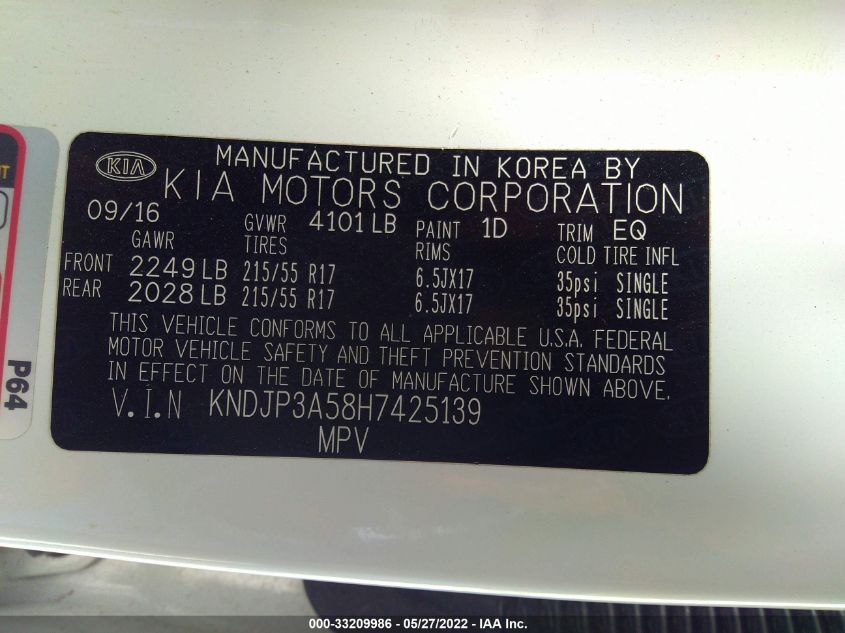 KIA
MANUFACTURED IN KOREA BY
KIA MOTORS CORPORATION
09/16 GVWR 4101 LB PAINT 1D TRIM EQ
GAWR TIRES RIMS COLD TIRE INFL
FRONT 2249 LB 215/55 R17 6.5JX17 35psi SINGLE
REAR 2028 LB 215/55 R17 6.5JX17 35psi SINGLE
THIS VEHICLE CONFORMS TO ALL APPLICABLE U.S.A. FEDERAL
MOTOR VEHICLE SAFETY AND THEFT PREVENTION STANDARDS
IN EFFECT ON THE DATE OF MANUFACTURE SHOWN ABOVE.
V.I.N KNDJP3A58H7425139
MPV
P64
000-33209986 - 05/27/2022 - IAA Inc.